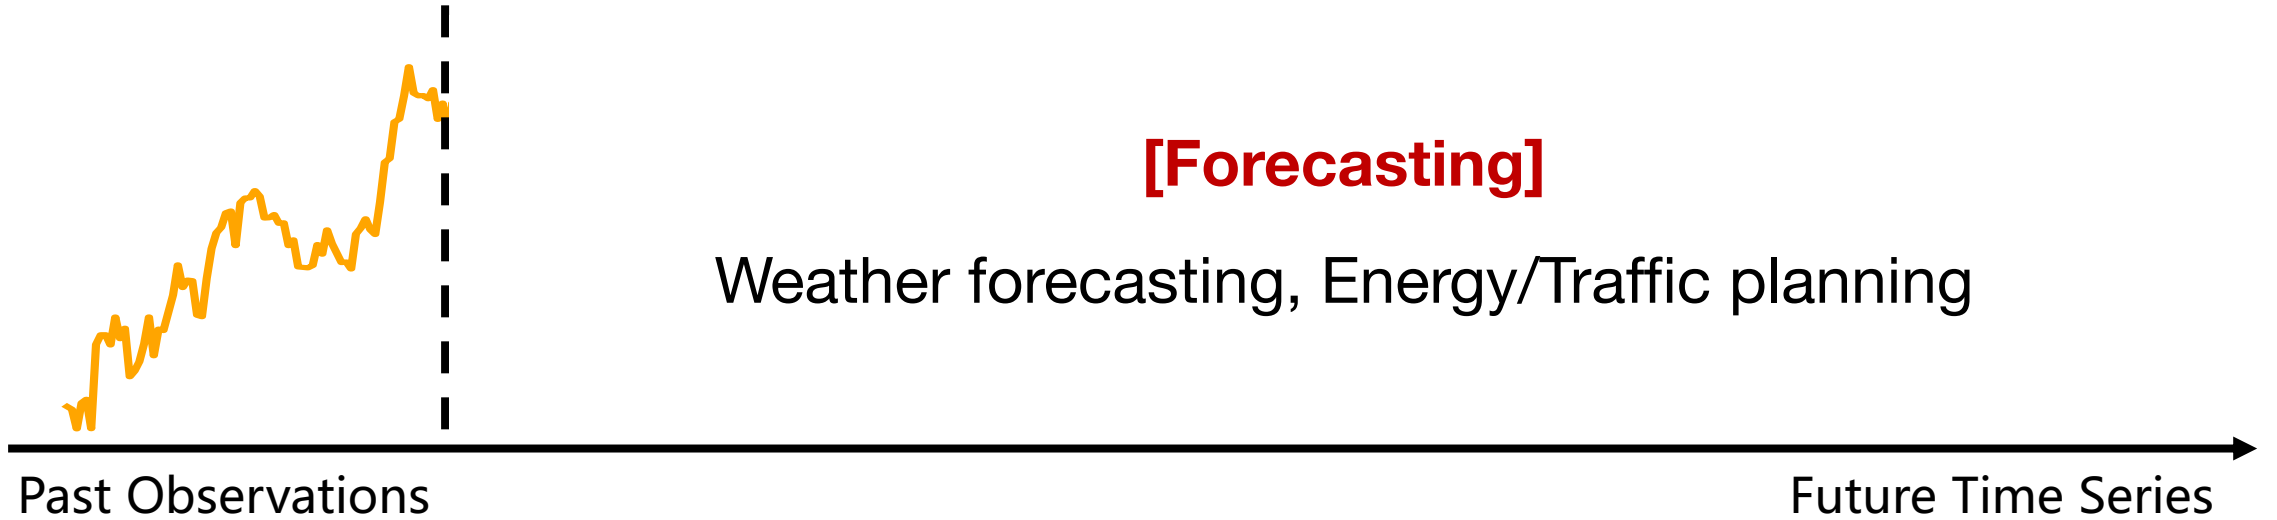 [Forecasting]
Weather forecasting, Energy/Traffic planning
Past Observations
Future Time Series